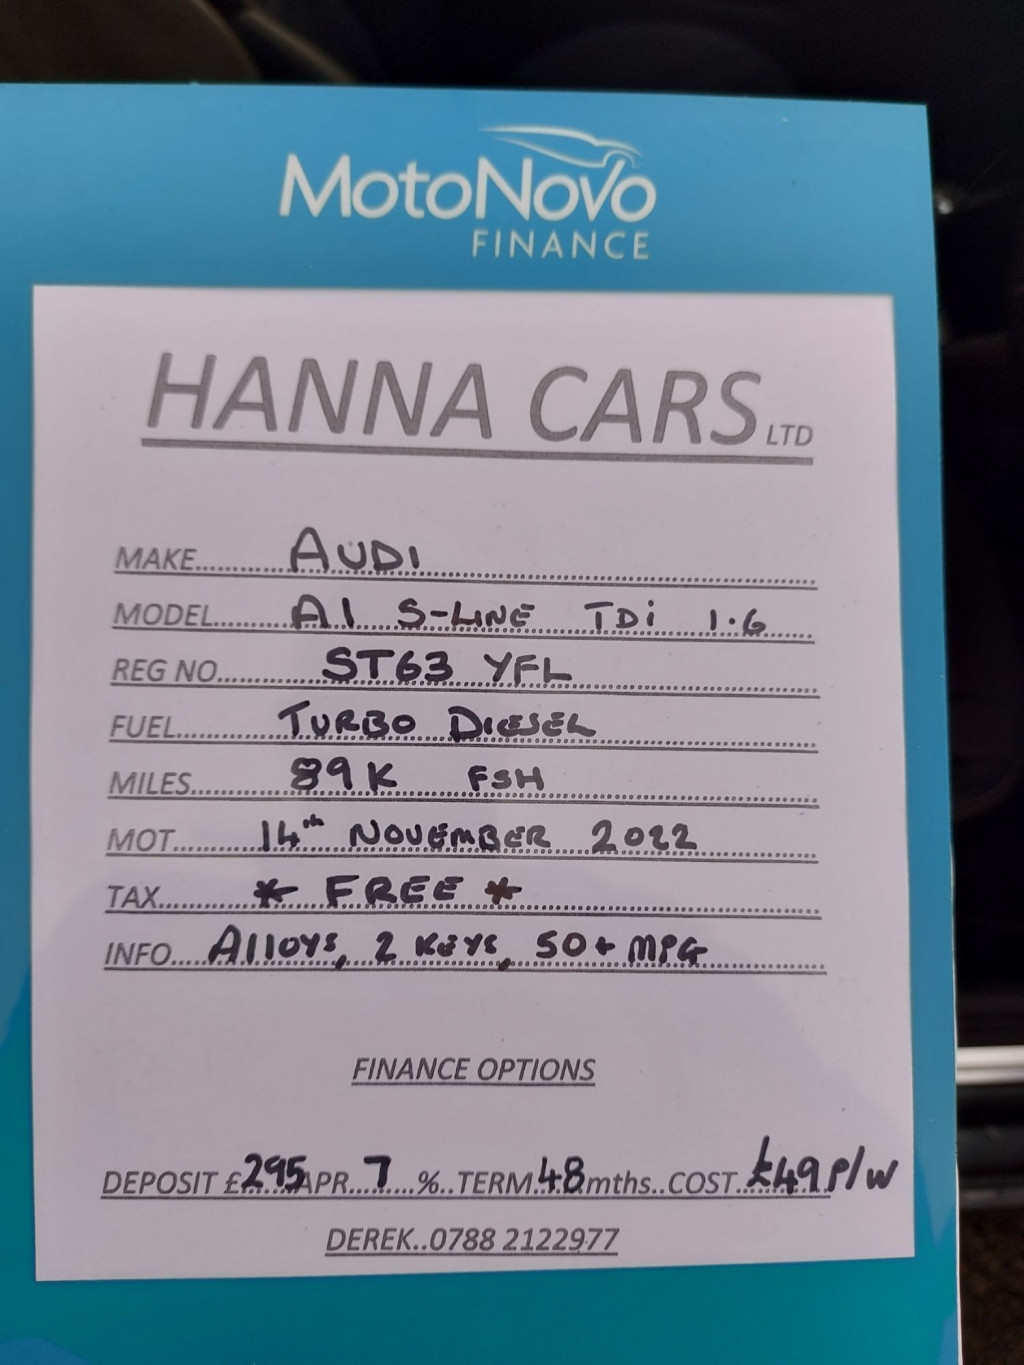 MotoNovo
FINANCE
HANNA CARS LTD
MAKE.......AUDI
MODEL.......A1 S-LINE TDi 1.6
REG NO.......ST63 YFL
FUEL.......TURBO DIESEL
MILES.......89K FSH
MOT.......14th NOVEMBER 2022
TAX.......* FREE *
INFO....Alloys, 2 KEYS, 50+ MPG
FINANCE OPTIONS
DEPOSIT £295 APR...7...%..TERM.48mths..COST.£49 P/W
DEREK..0788 2122977